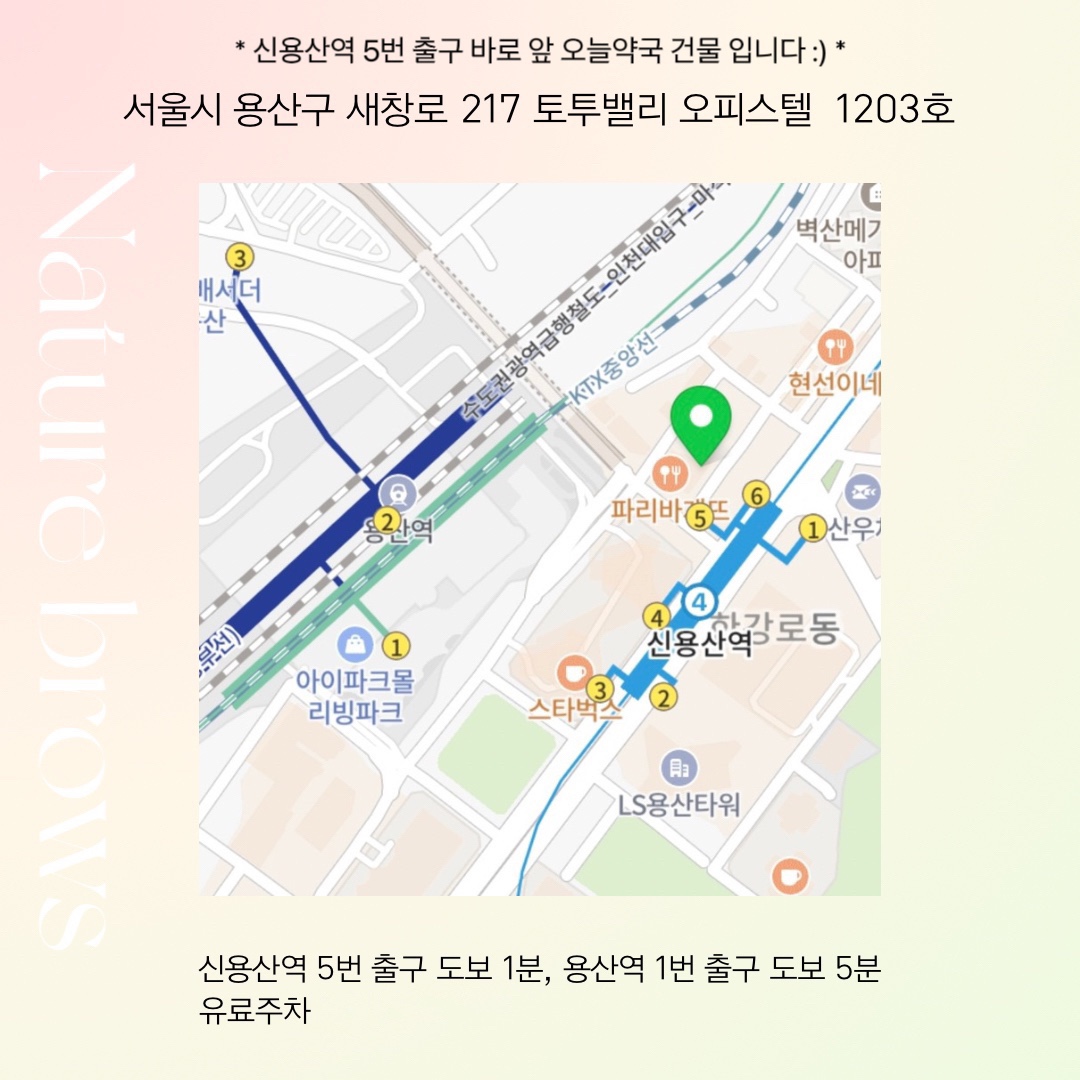 * 신용산역 5번 출구 바로 앞 오늘약국 건물 입니다 :) *
서울시 용산구 새창로 217 토투밸리 오피스텔 1203호
Nature brows
벽산메가
아파
3
배서더
산
수도권광역급행철도_인천대입구_마석
KTX중앙선
현선이네
2
용산역
파리바게뜨
5
6
1
산우체
4
4
한강로동
신용산역
부선)
1
아이파크몰
리빙파크
스타벅스
3
2
LS용산타워
신용산역 5번 출구 도보 1분, 용산역 1번 출구 도보 5분
유료주차